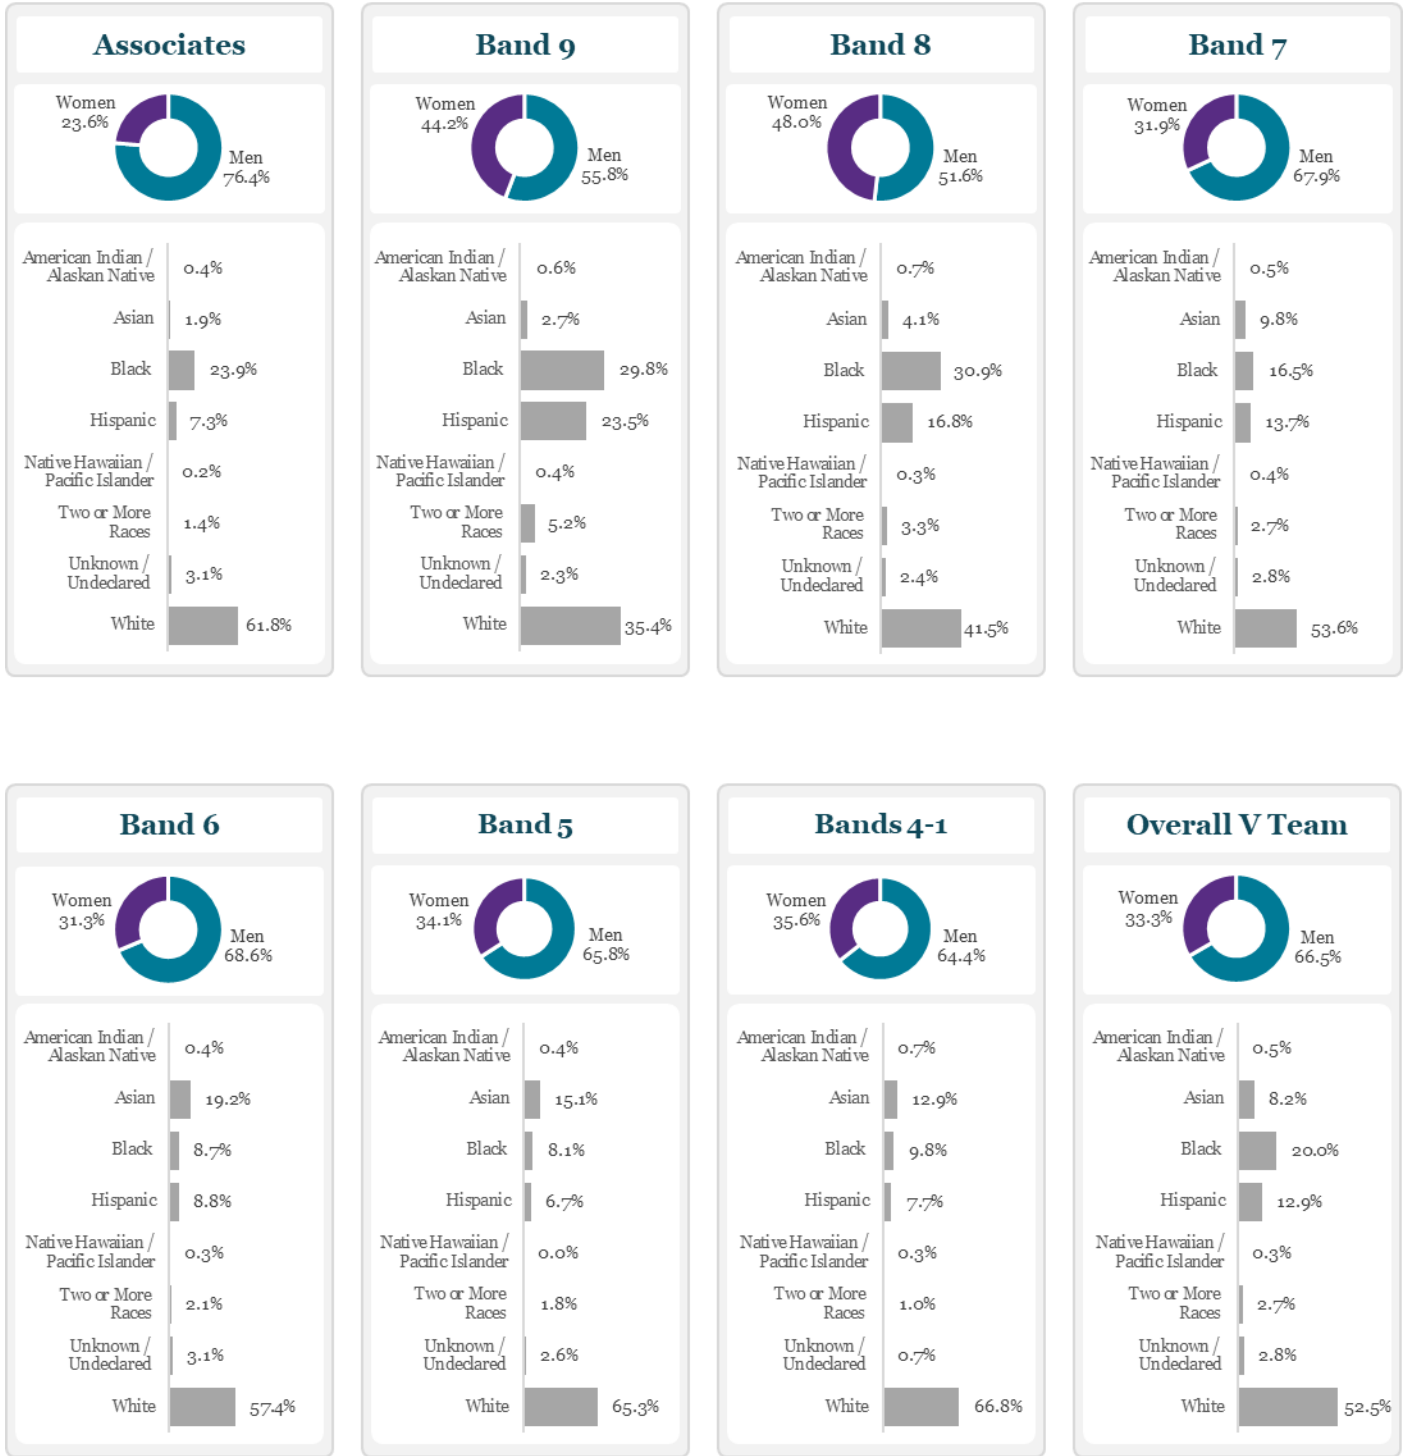 Associates
Women
23.6%
Men
76.4%
American Indian /
Alaskan Native
0.4%
Asian
1.9%
Black
23.9%
Hispanic
7.3%
Native Hawaiian /
Pacific Islander
0.2%
Two or More
Races
1.4%
Unknown /
Undeclared
3.1%
White
61.8%
Band 9
Women
44.2%
Men
55.8%
American Indian /
Alaskan Native
0.6%
Asian
2.7%
Black
29.8%
Hispanic
23.5%
Native Hawaiian /
Pacific Islander
0.4%
Two or More
Races
5.2%
Unknown /
Undeclared
2.3%
White
35.4%
Band 8
Women
48.0%
Men
51.6%
American Indian /
Alaskan Native
0.7%
Asian
4.1%
Black
30.9%
Hispanic
16.8%
Native Hawaiian /
Pacific Islander
0.3%
Two or More
Races
3.3%
Unknown /
Undeclared
2.4%
White
41.5%
Band 7
Women
31.9%
Men
67.9%
American Indian /
Alaskan Native
0.5%
Asian
9.8%
Black
16.5%
Hispanic
13.7%
Native Hawaiian /
Pacific Islander
0.4%
Two or More
Races
2.7%
Unknown /
Undeclared
2.8%
White
53.6%
Band 6
Women
31.3%
Men
68.6%
American Indian /
Alaskan Native
0.4%
Asian
19.2%
Black
8.7%
Hispanic
8.8%
Native Hawaiian /
Pacific Islander
0.3%
Two or More
Races
2.1%
Unknown /
Undeclared
3.1%
White
57.4%
Band 5
Women
34.1%
Men
65.8%
American Indian /
Alaskan Native
0.4%
Asian
15.1%
Black
8.1%
Hispanic
6.7%
Native Hawaiian /
Pacific Islander
0.0%
Two or More
Races
1.8%
Unknown /
Undeclared
2.6%
White
65.3%
Bands 4-1
Women
35.6%
Men
64.4%
American Indian /
Alaskan Native
0.7%
Asian
12.9%
Black
9.8%
Hispanic
7.7%
Native Hawaiian /
Pacific Islander
0.3%
Two or More
Races
1.0%
Unknown /
Undeclared
0.7%
White
66.8%
Overall V Team
Women
33.3%
Men
66.5%
American Indian /
Alaskan Native
0.5%
Asian
8.2%
Black
20.0%
Hispanic
12.9%
Native Hawaiian /
Pacific Islander
0.3%
Two or More
Races
2.7%
Unknown /
Undeclared
2.8%
White
52.5%